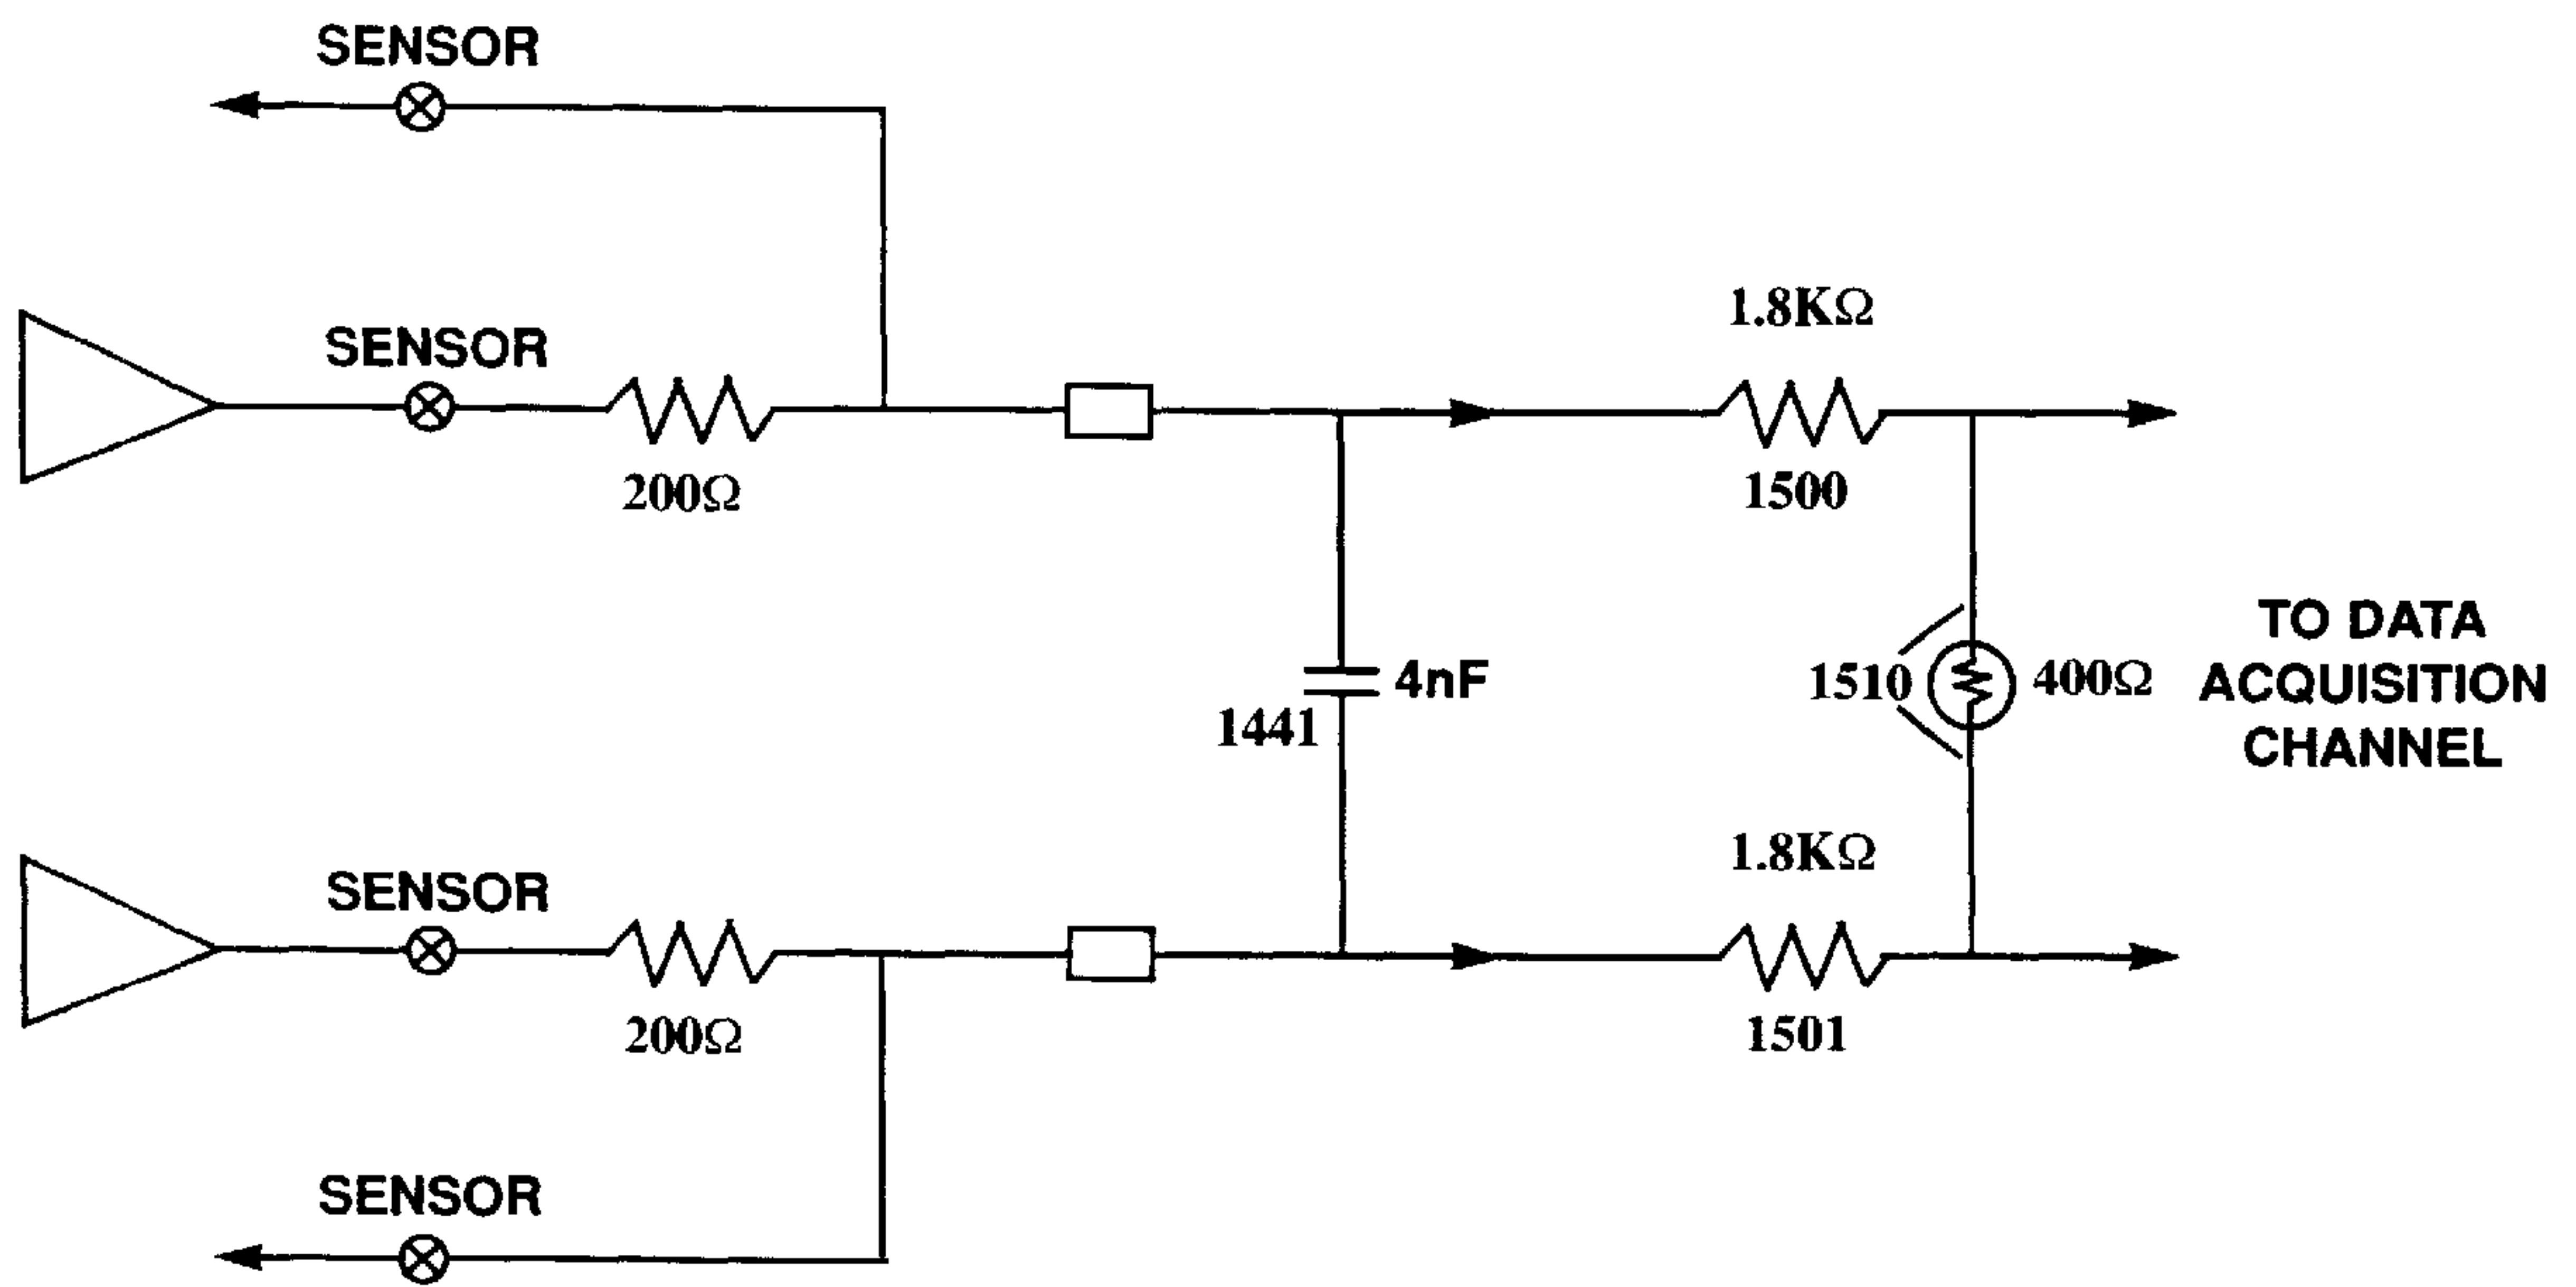 SENSOR
SENSOR
200Ω
1.8KΩ
1500
4nF
1441
1510
400Ω
TO DATA
ACQUISITION
CHANNEL
SENSOR
200Ω
1.8KΩ
1501
SENSOR